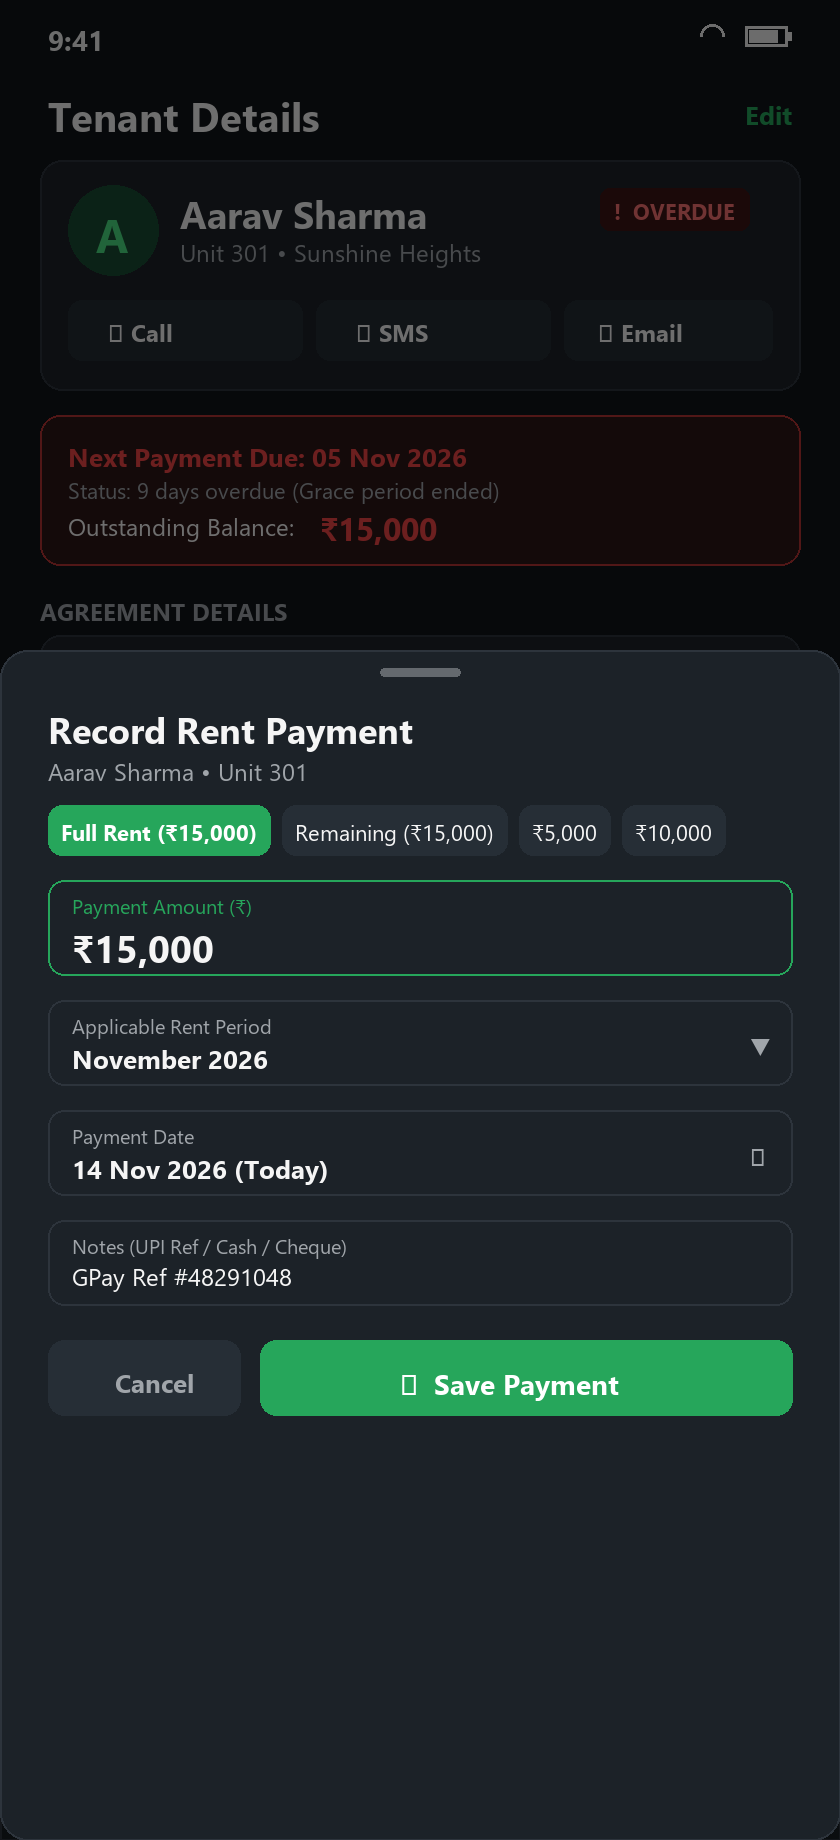 9:41
Tenant Details
Edit
A
Aarav Sharma
! OVERDUE
Unit 301 • Sunshine Heights
Call
SMS
Email
Next Payment Due: 05 Nov 2026
Status: 9 days overdue (Grace period ended)
Outstanding Balance: ₹15,000
AGREEMENT DETAILS
Record Rent Payment
Aarav Sharma • Unit 301
Full Rent (₹15,000)
Remaining (₹15,000)
₹5,000
₹10,000
Payment Amount (₹)
₹15,000
Applicable Rent Period
November 2026
Payment Date
14 Nov 2026 (Today)
Notes (UPI Ref / Cash / Cheque)
GPay Ref #48291048
Cancel
Save Payment